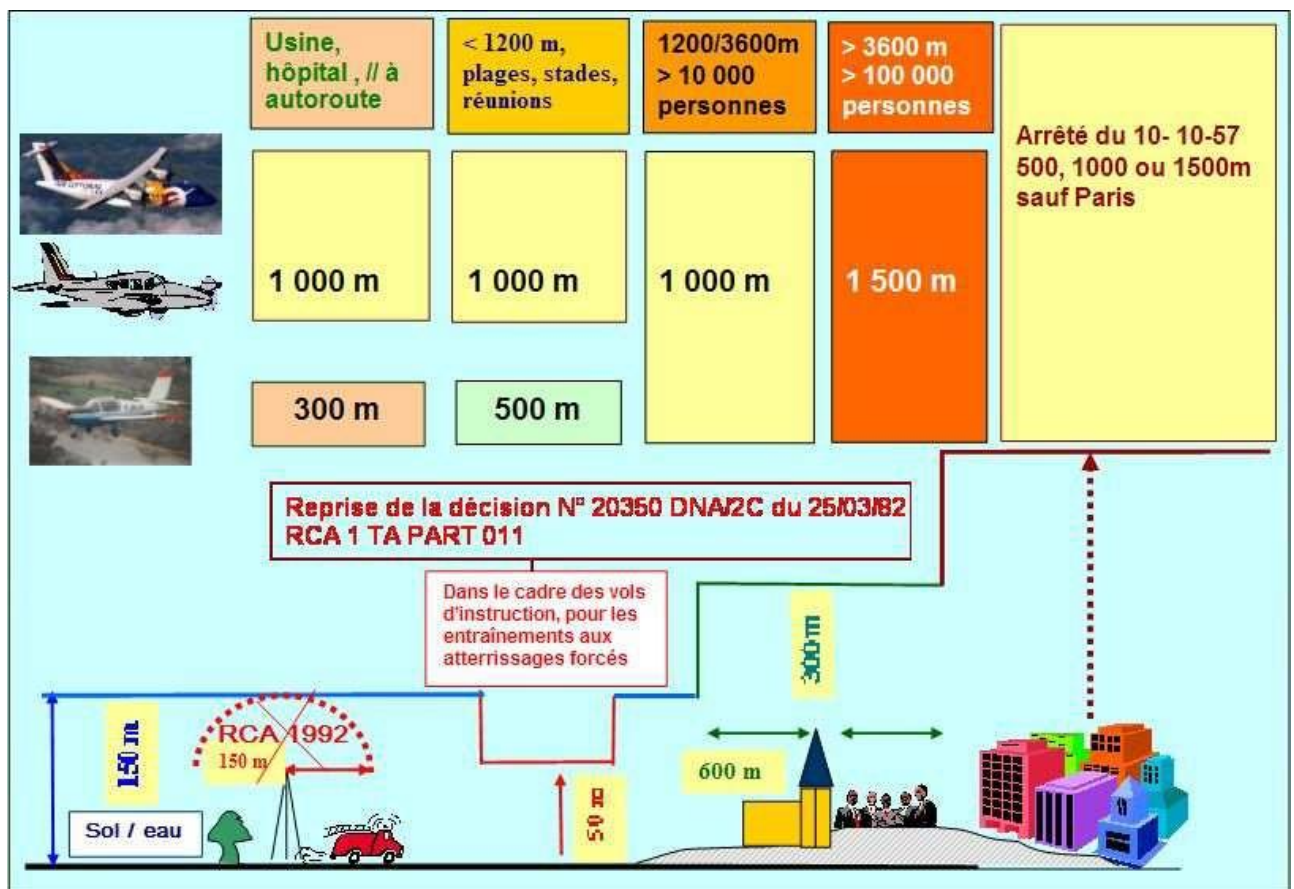 Usine,
hôpital , // à
autoroute
< 1200 m,
plages, stades,
réunions
1200/3600m
> 10 000
personnes
> 3600 m
> 100 000
personnes
Arrêté du 10- 10-57
500, 1000 ou 1500m
sauf Paris
1 000 m
1 000 m
1 000 m
1 500 m
300 m
500 m
Reprise de la décision N° 20350 DNA/2C du 25/03/82
RCA 1 TA PART 011
Dans le cadre des vols
d'instruction, pour les
entraînements aux
atterrissages forcés
300 m
150 m
RCA 1992
150 m
600 m
50 m
Sol / eau